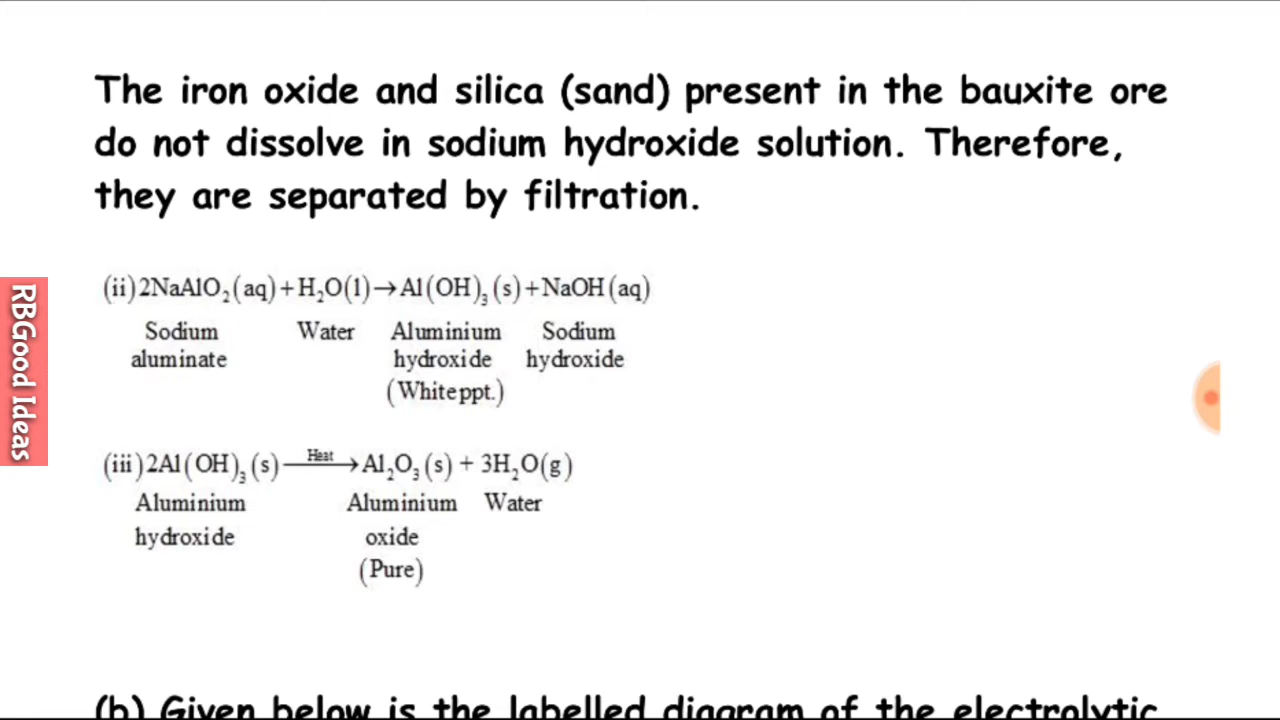 The iron oxide and silica (sand) present in the bauxite ore
do not dissolve in sodium hydroxide solution. Therefore,
they are separated by filtration.
(ii) 2NaAlO₂(aq)+H₂O(l)→Al(OH)₃(s)+NaOH(aq)
Sodium Water Aluminium Sodium
aluminate hydroxide hydroxide
(White ppt.)
(iii) 2Al(OH)₃(s) Heat→ Al₂O₃(s) + 3H₂O(g)
Aluminium Aluminium Water
hydroxide oxide
(Pure)
(b) Given below is the labelled diagram of the electrolytic
RBGood Ideas